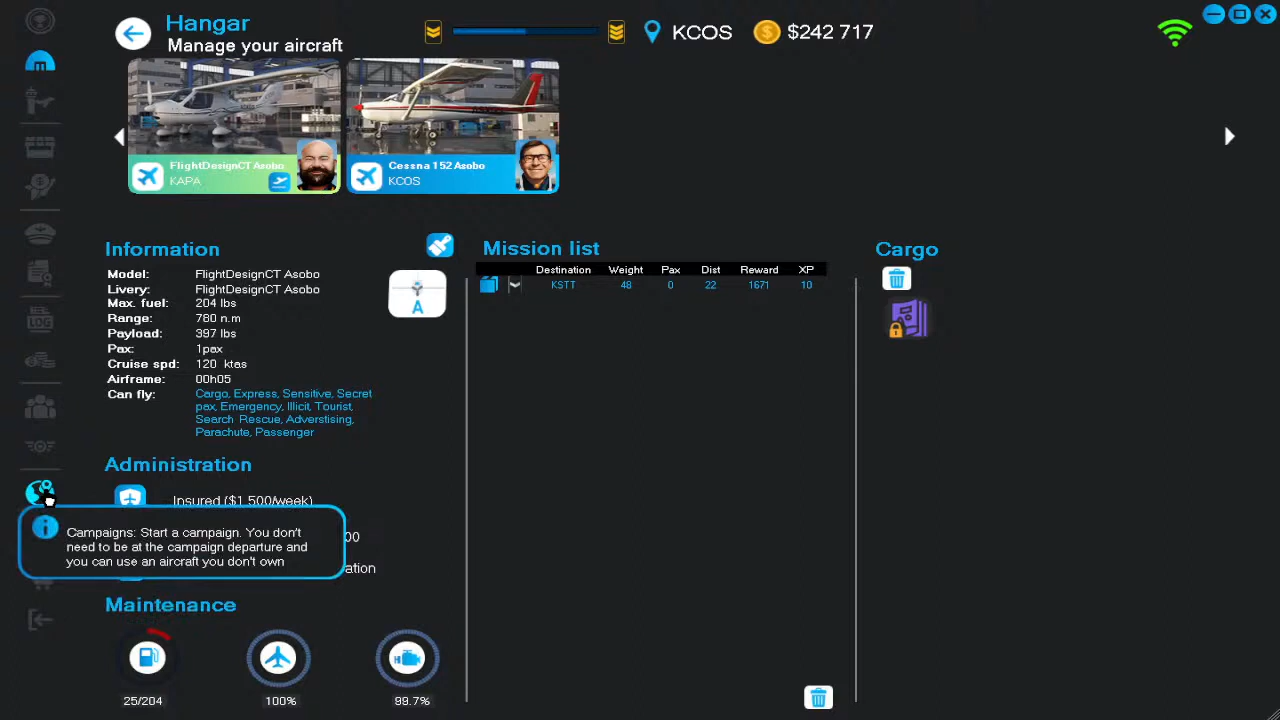 Hangar
Manage your aircraft
KCOS
$242 717
FlightDesignCT Asobo
KAPA
Cessna 152 Asobo
KCOS
Information
Model: FlightDesignCT Asobo
Livery: FlightDesignCT Asobo
Max. fuel: 204 lbs
Range: 780 n.m
Payload: 397 lbs
Pax: 1pax
Cruise spd: 120 ktas
Airframe: 00h05
Can fly: Cargo, Express, Sensitive, Secret
pax, Emergency, Illicit, Tourist,
Search Rescue, Adverstising,
Parachute, Passenger
A
Administration
Insured ($1 500/week)
00
ation
Campaigns: Start a campaign. You don't
need to be at the campaign departure and
you can use an aircraft you don't own
Maintenance
25/204
100%
99.7%
Mission list
Destination Weight Pax Dist Reward XP
KSTT 48 0 22 1671 10
Cargo
LOG